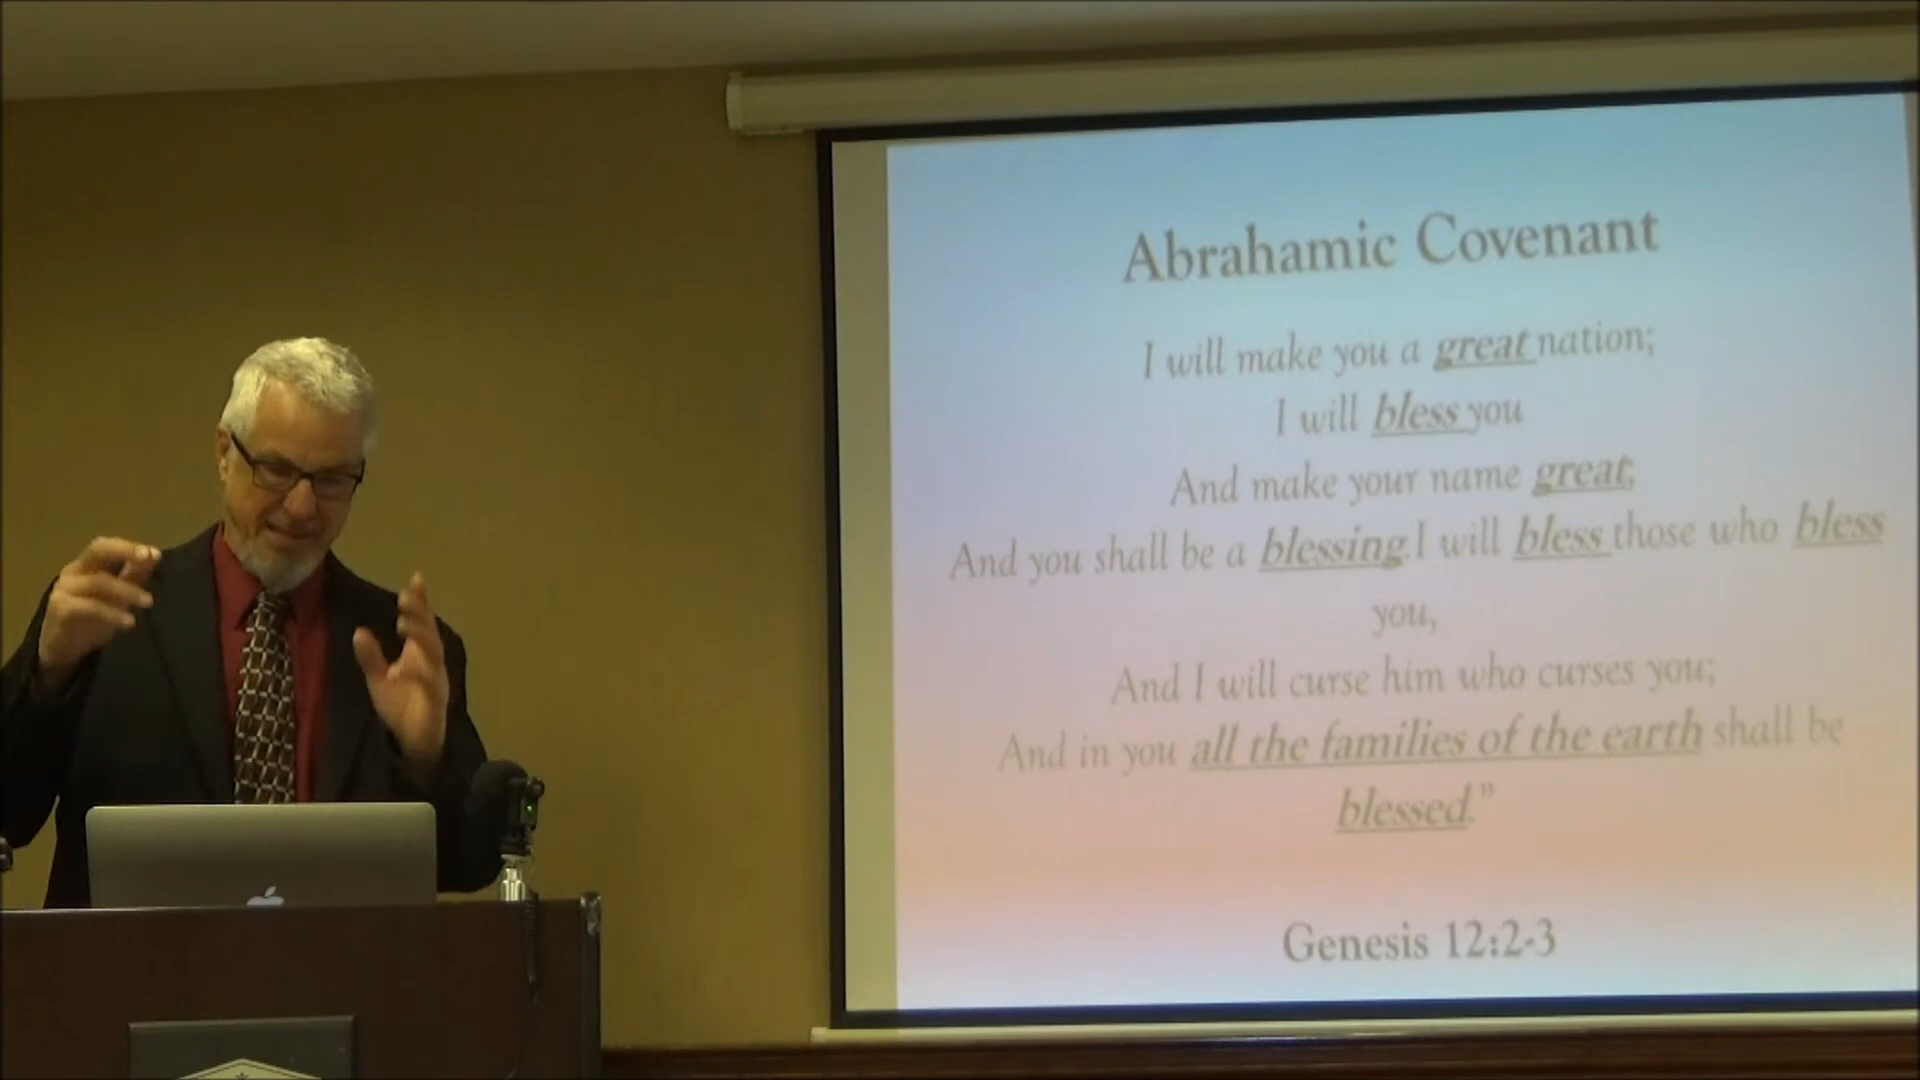 Abrahamic Covenant
I will make you a great nation;
I will bless you
And make your name great;
And you shall be a blessing.I will bless those who bless
you,
And I will curse him who curses you;
And in you all the families of the earth shall be
blessed."
Genesis 12:2-3